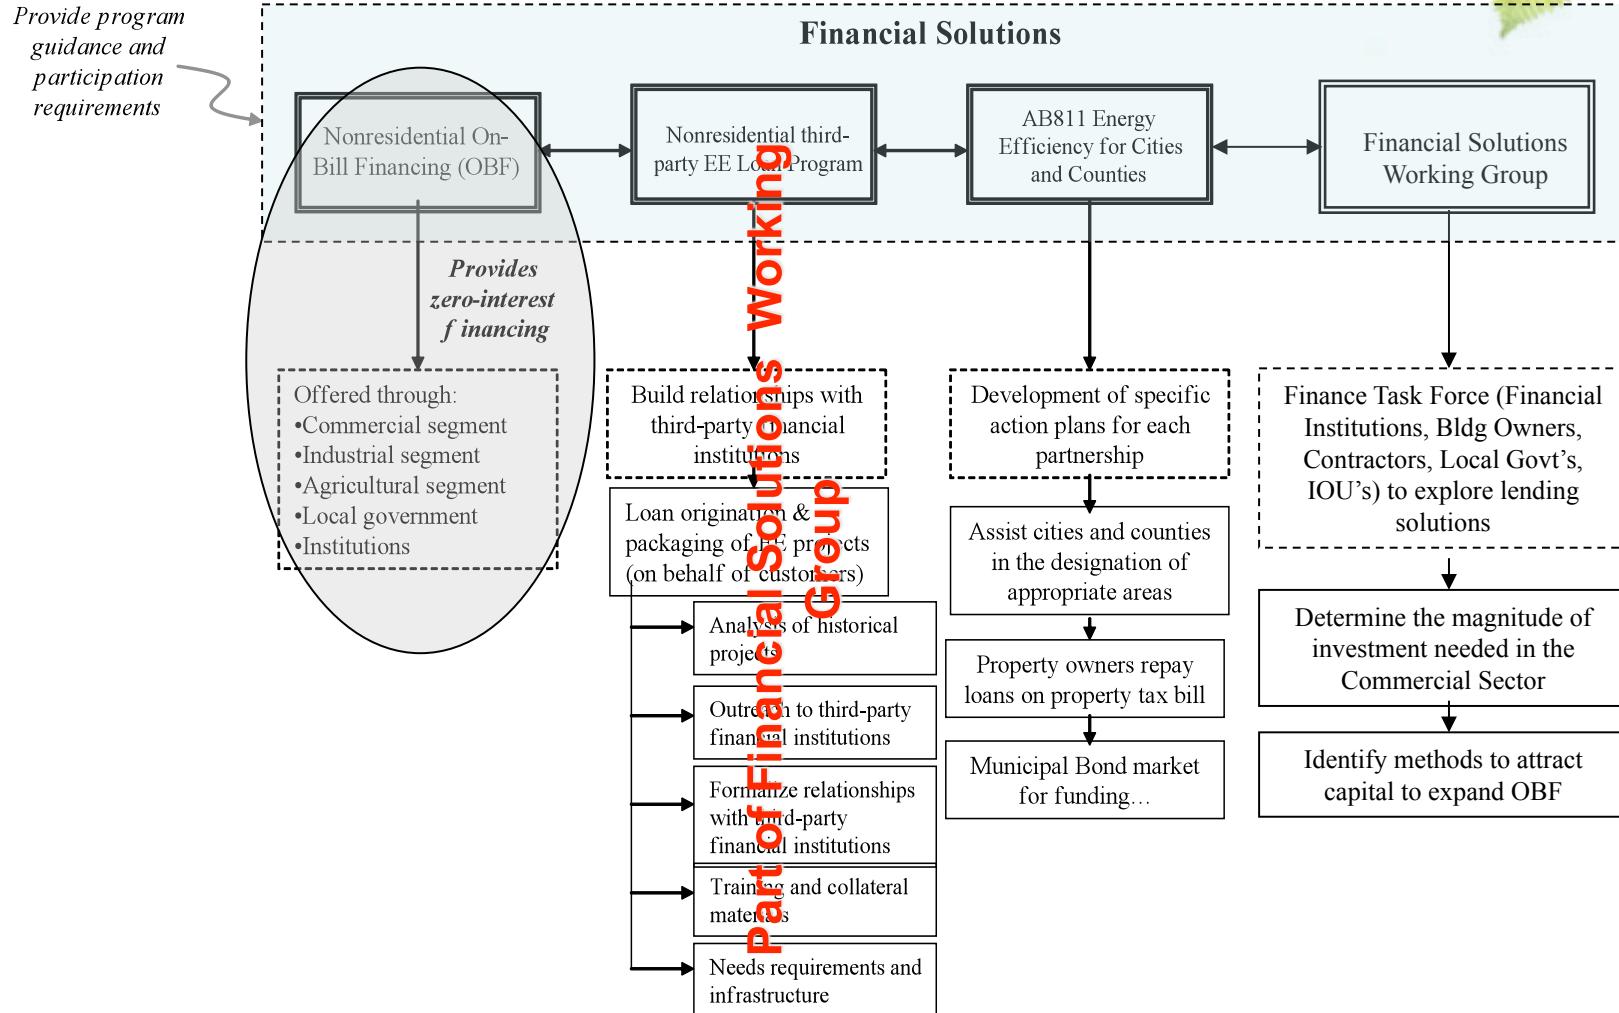 Provide program
guidance and
participation
requirements
Financial Solutions
Nonresidential On-
Bill Financing (OBF)
Nonresidential third-
party EE Loan Program
AB811 Energy
Efficiency for Cities
and Counties
Financial Solutions
Working Group
Provides
zero-interest
f inancing
Offered through:
•Commercial segment
•Industrial segment
•Agricultural segment
•Local government
•Institutions
Build relationships with
third-party financial
institutions
Loan origination &
packaging of EE projects
(on behalf of customers)
Analysis of historical
projects
Outreach to third-party
financial institutions
Formalize relationships
with third-party
financial institutions
Training and collateral
materials
Needs requirements and
infrastructure
Part of Financial Solutions Working
Group
Development of specific
action plans for each
partnership
Assist cities and counties
in the designation of
appropriate areas
Property owners repay
loans on property tax bill
Municipal Bond market
for funding…
Finance Task Force (Financial
Institutions, Bldg Owners,
Contractors, Local Govt’s,
IOU’s) to explore lending
solutions
Determine the magnitude of
investment needed in the
Commercial Sector
Identify methods to attract
capital to expand OBF